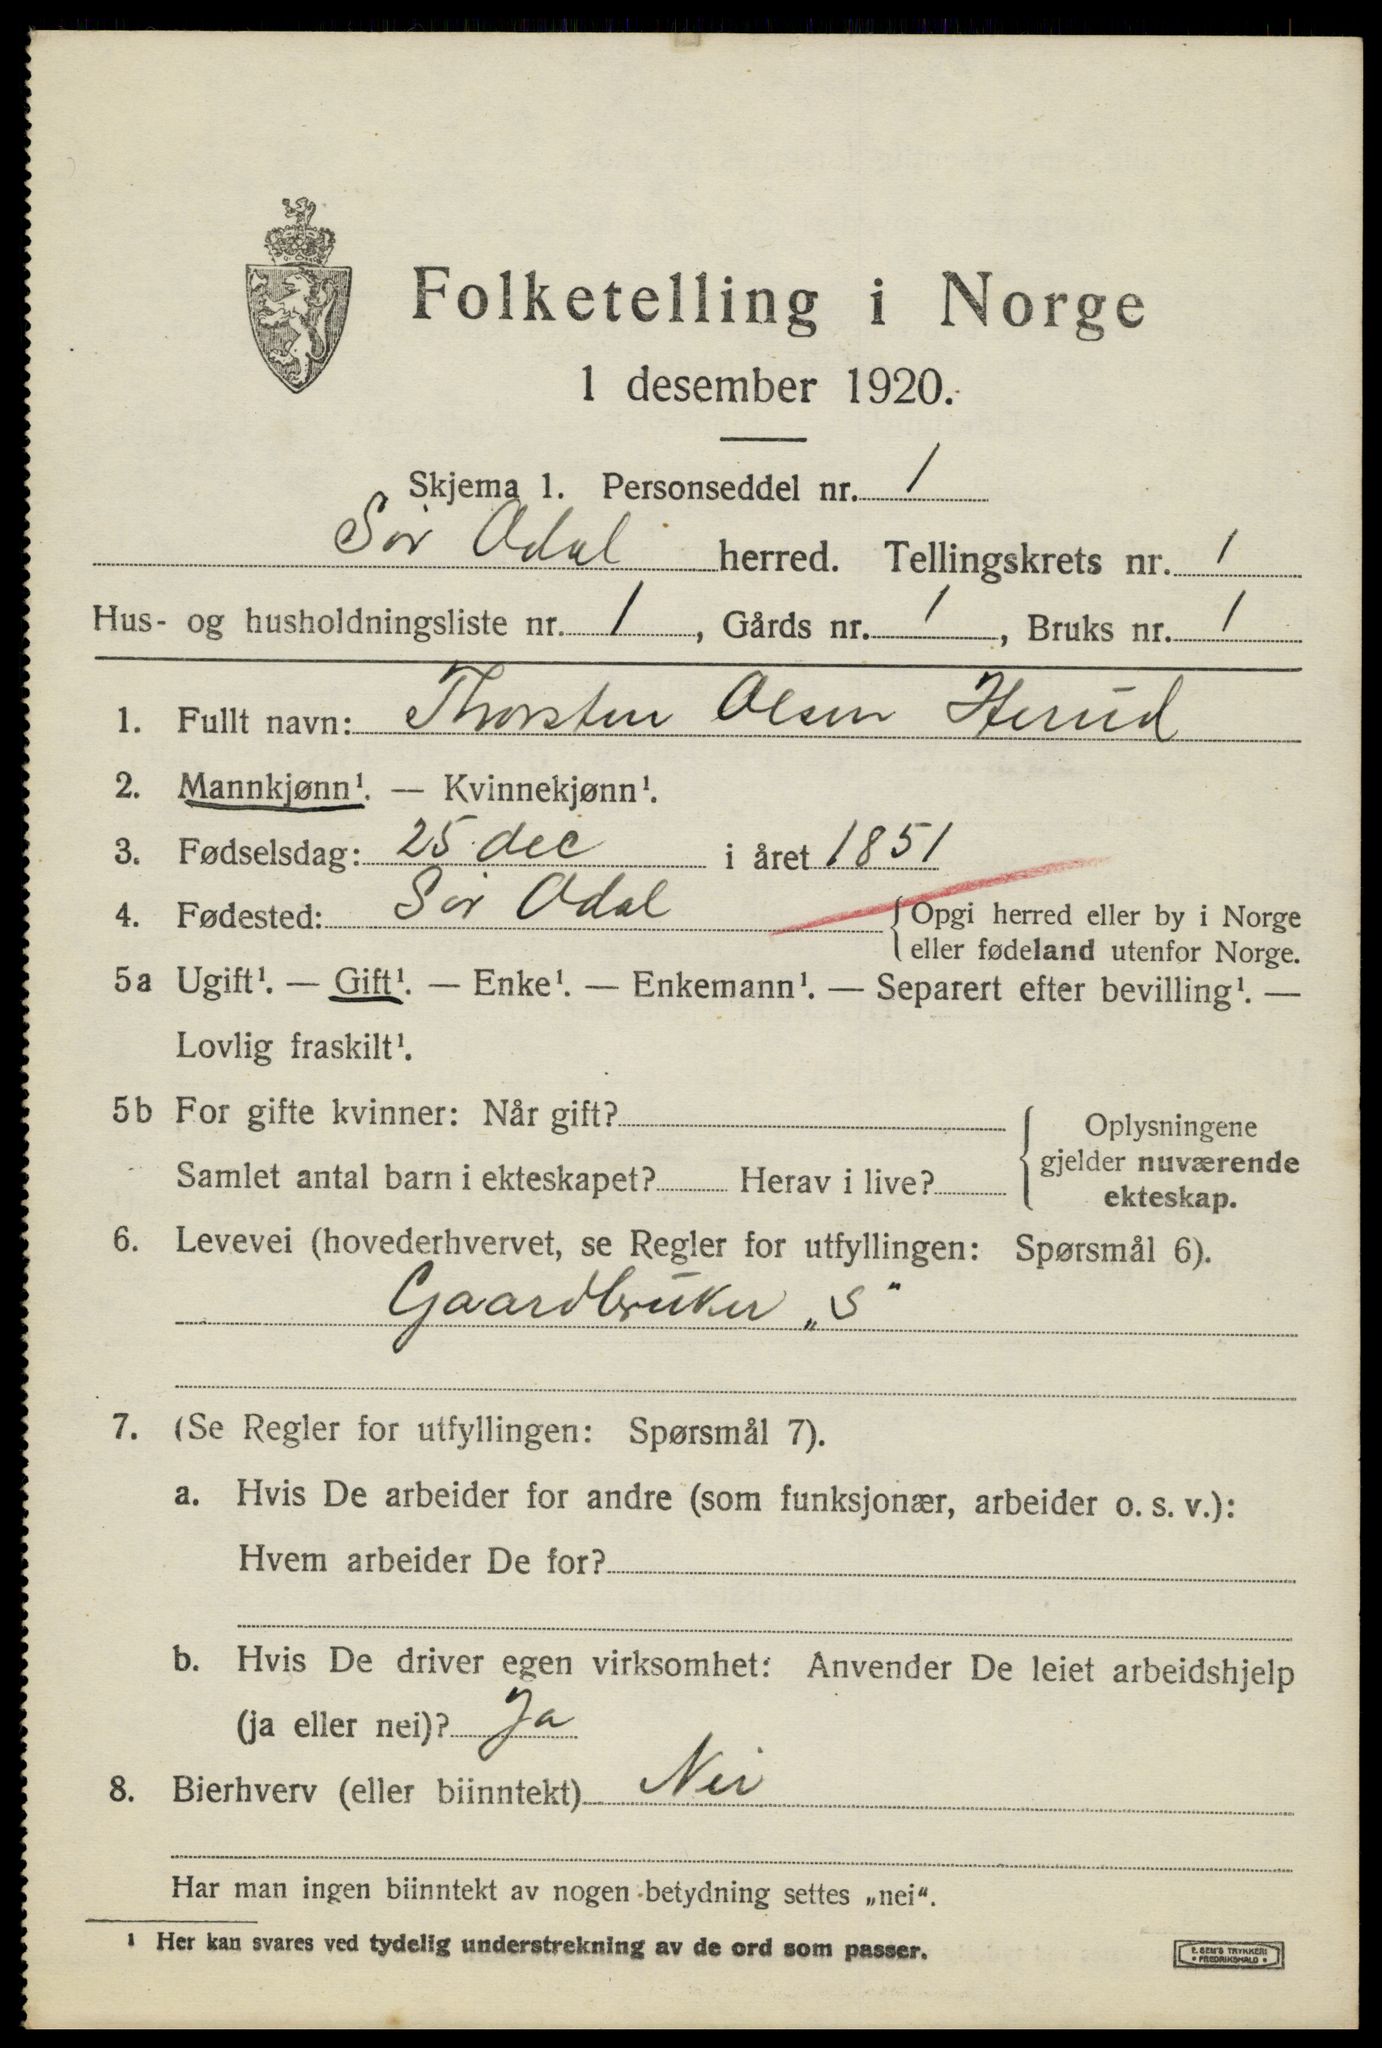 Folketelling i Norge
1 desember 1920.
Skjema 1. Personseddel nr. 1
Sör Odal herred. Tellingskrets nr. 1
Hus- og husholdningsliste nr. 1, Gårds nr. 1, Bruks nr. 1
1. Fullt navn: Thorsten Olsen Herud
2. Mannkjønn¹. — Kvinnekjønn¹.
3. Fødselsdag: 25 dec i året 1851
4. Fødested: Sör Odal {Opgi herred eller by i Norge
eller fødeland utenfor Norge.
5a Ugift¹. — Gift¹. — Enke¹. — Enkemann¹. — Separert efter bevilling¹. —
Lovlig fraskilt¹.
5b For gifte kvinner: Når gift?
Samlet antal barn i ekteskapet? Herav i live?
Oplysningene
gjelder nuværende
ekteskap.
6. Levevei (hovederhvervet, se Regler for utfyllingen: Spørsmål 6).
Gaardbruker „S"
7. (Se Regler for utfyllingen: Spørsmål 7).
a. Hvis De arbeider for andre (som funksjonær, arbeider o. s. v.):
Hvem arbeider De for?
b. Hvis De driver egen virksomhet: Anvender De leiet arbeidshjelp
(ja eller nei)? Ja
8. Bierhverv (eller biinntekt) Nei
Har man ingen biinntekt av nogen betydning settes „nei“.
¹ Her kan svares ved tydelig understrekning av de ord som passer.
E. SEM'S TRYKKERI
• FREDRIKSHALD •